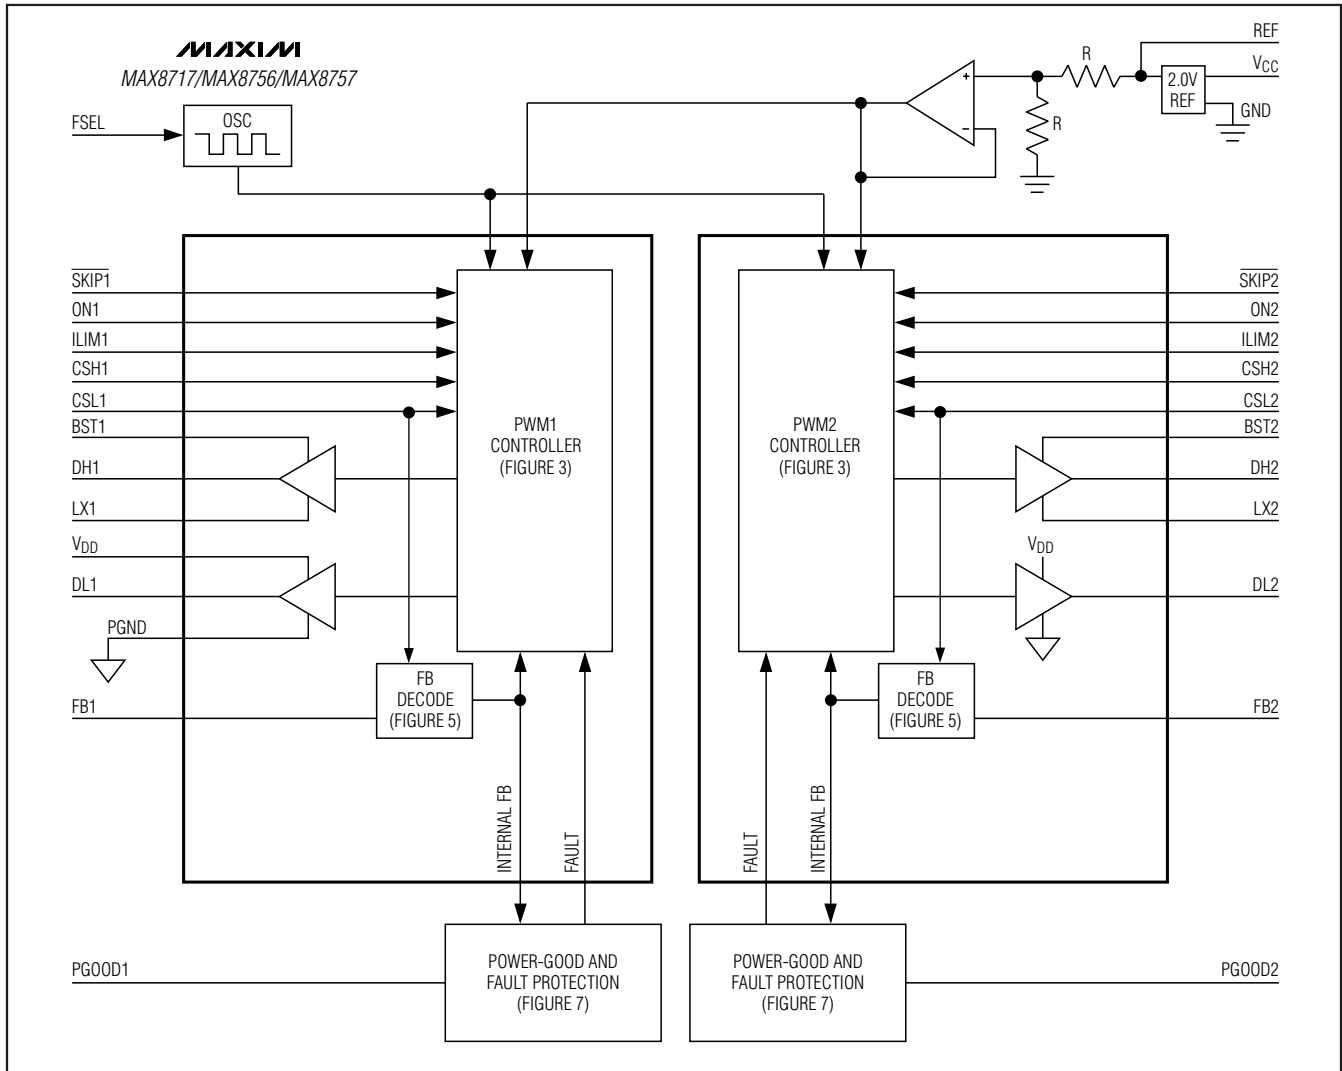 MAXIM
MAX8717/MAX8756/MAX8757
REF
VCC
GND
2.0V
REF
R
R
+
–
FSEL
OSC
SKIP1
ON1
ILIM1
CSH1
CSL1
BST1
DH1
LX1
VDD
DL1
PGND
FB1
PWM1
CONTROLLER
(FIGURE 3)
FB
DECODE
(FIGURE 5)
INTERNAL FB
FAULT
POWER-GOOD AND
FAULT PROTECTION
(FIGURE 7)
PGOOD1
SKIP2
ON2
ILIM2
CSH2
CSL2
BST2
DH2
LX2
VDD
DL2
FB2
PWM2
CONTROLLER
(FIGURE 3)
FB
DECODE
(FIGURE 5)
FAULT
INTERNAL FB
POWER-GOOD AND
FAULT PROTECTION
(FIGURE 7)
PGOOD2